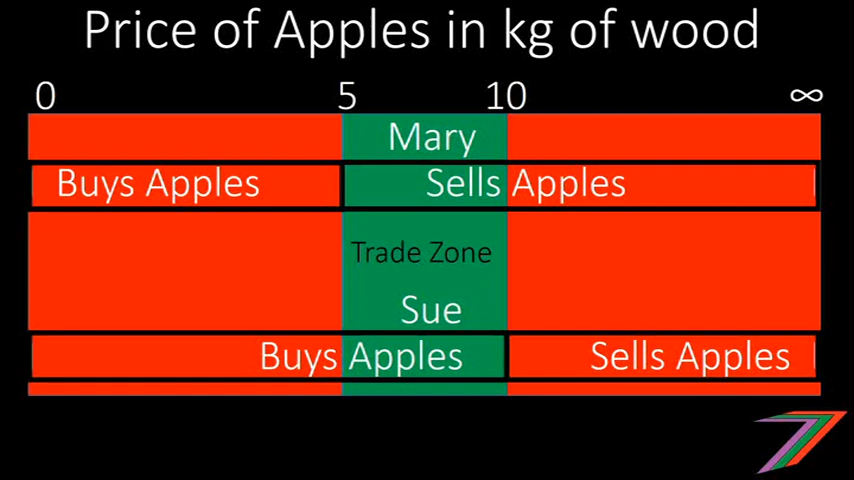 Price of Apples in kg of wood
0 5 10 ∞
Mary
Buys Apples Sells Apples
Trade Zone
Sue
Buys Apples Sells Apples